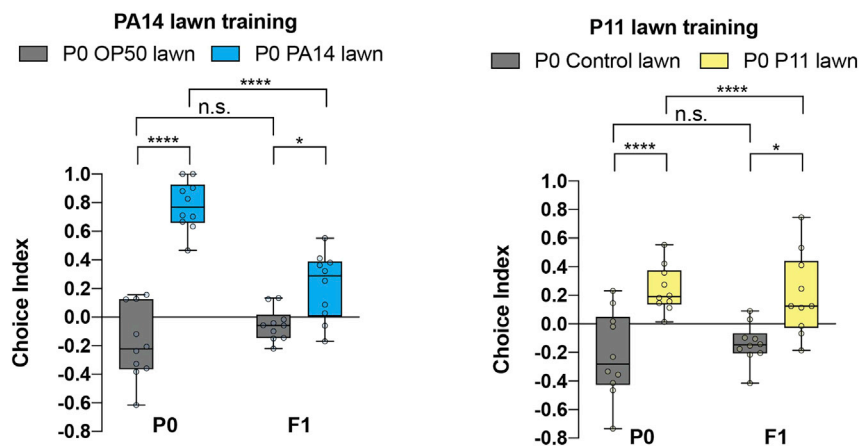 PA14 lawn training
P0 OP50 lawn P0 PA14 lawn
****
n.s.
**** *
Choice Index
1.0
0.8
0.6
0.4
0.2
0.0
-0.2
-0.4
-0.6
-0.8
P0 F1
P11 lawn training
P0 Control lawn P0 P11 lawn
****
n.s.
**** *
Choice Index
1.0
0.8
0.6
0.4
0.2
0
-0.2
-0.4
-0.6
-0.8
P0 F1